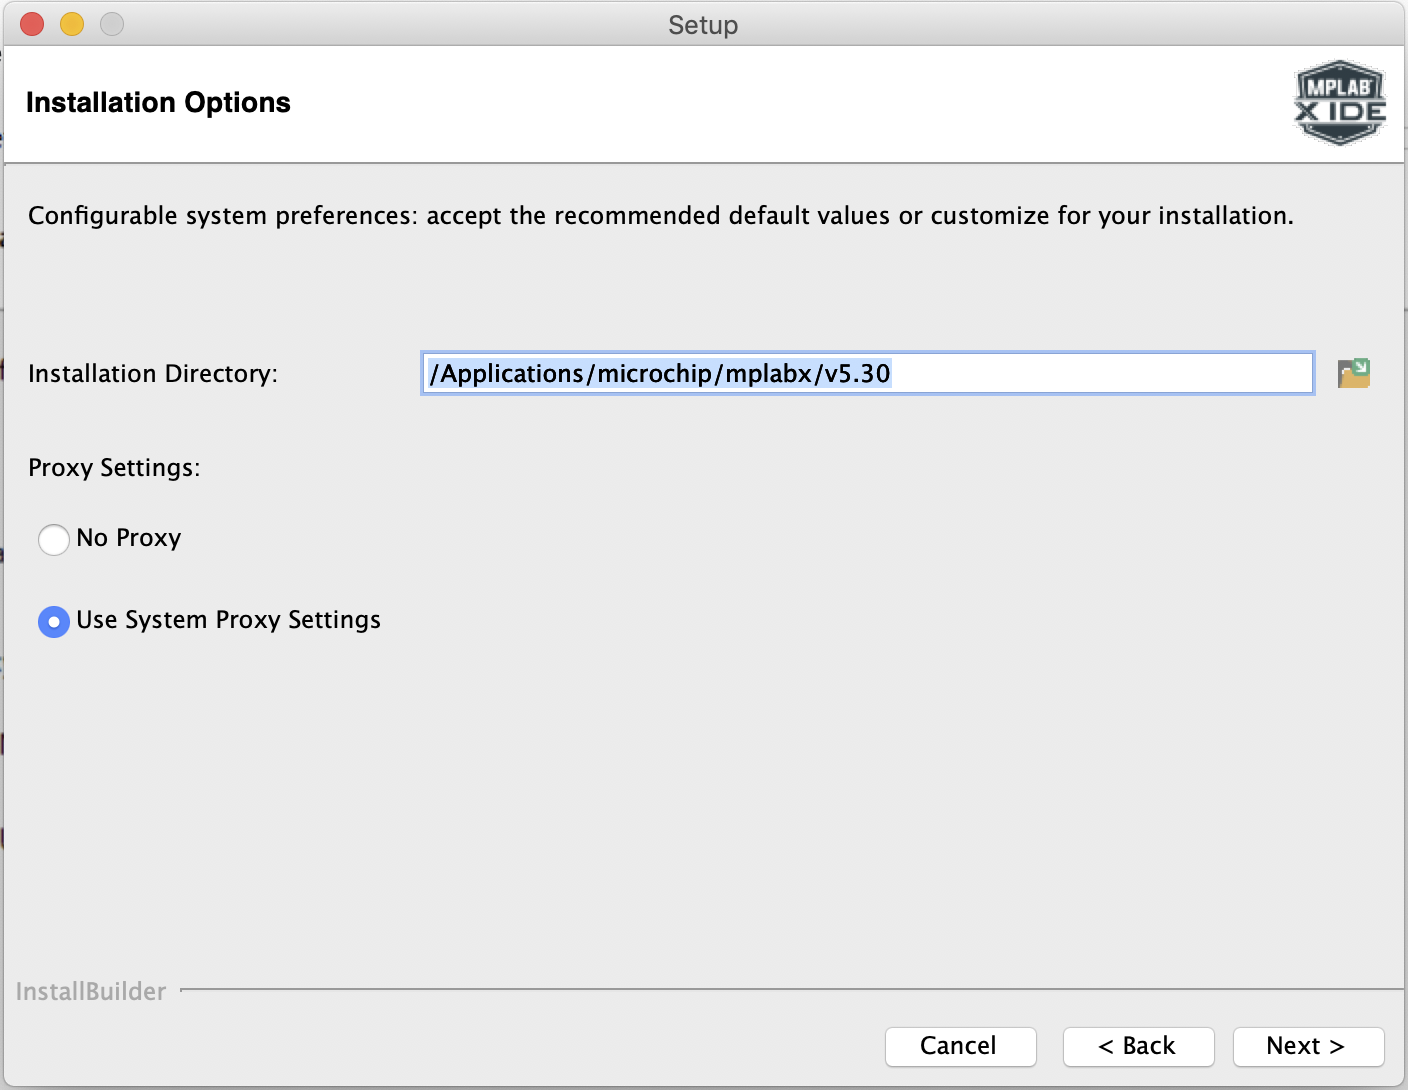 Setup
Installation Options
MPLAB
X IDE
Configurable system preferences: accept the recommended default values or customize for your installation.
Installation Directory: /Applications/microchip/mplabx/v5.30
Proxy Settings:
No Proxy
Use System Proxy Settings
InstallBuilder
Cancel < Back Next >